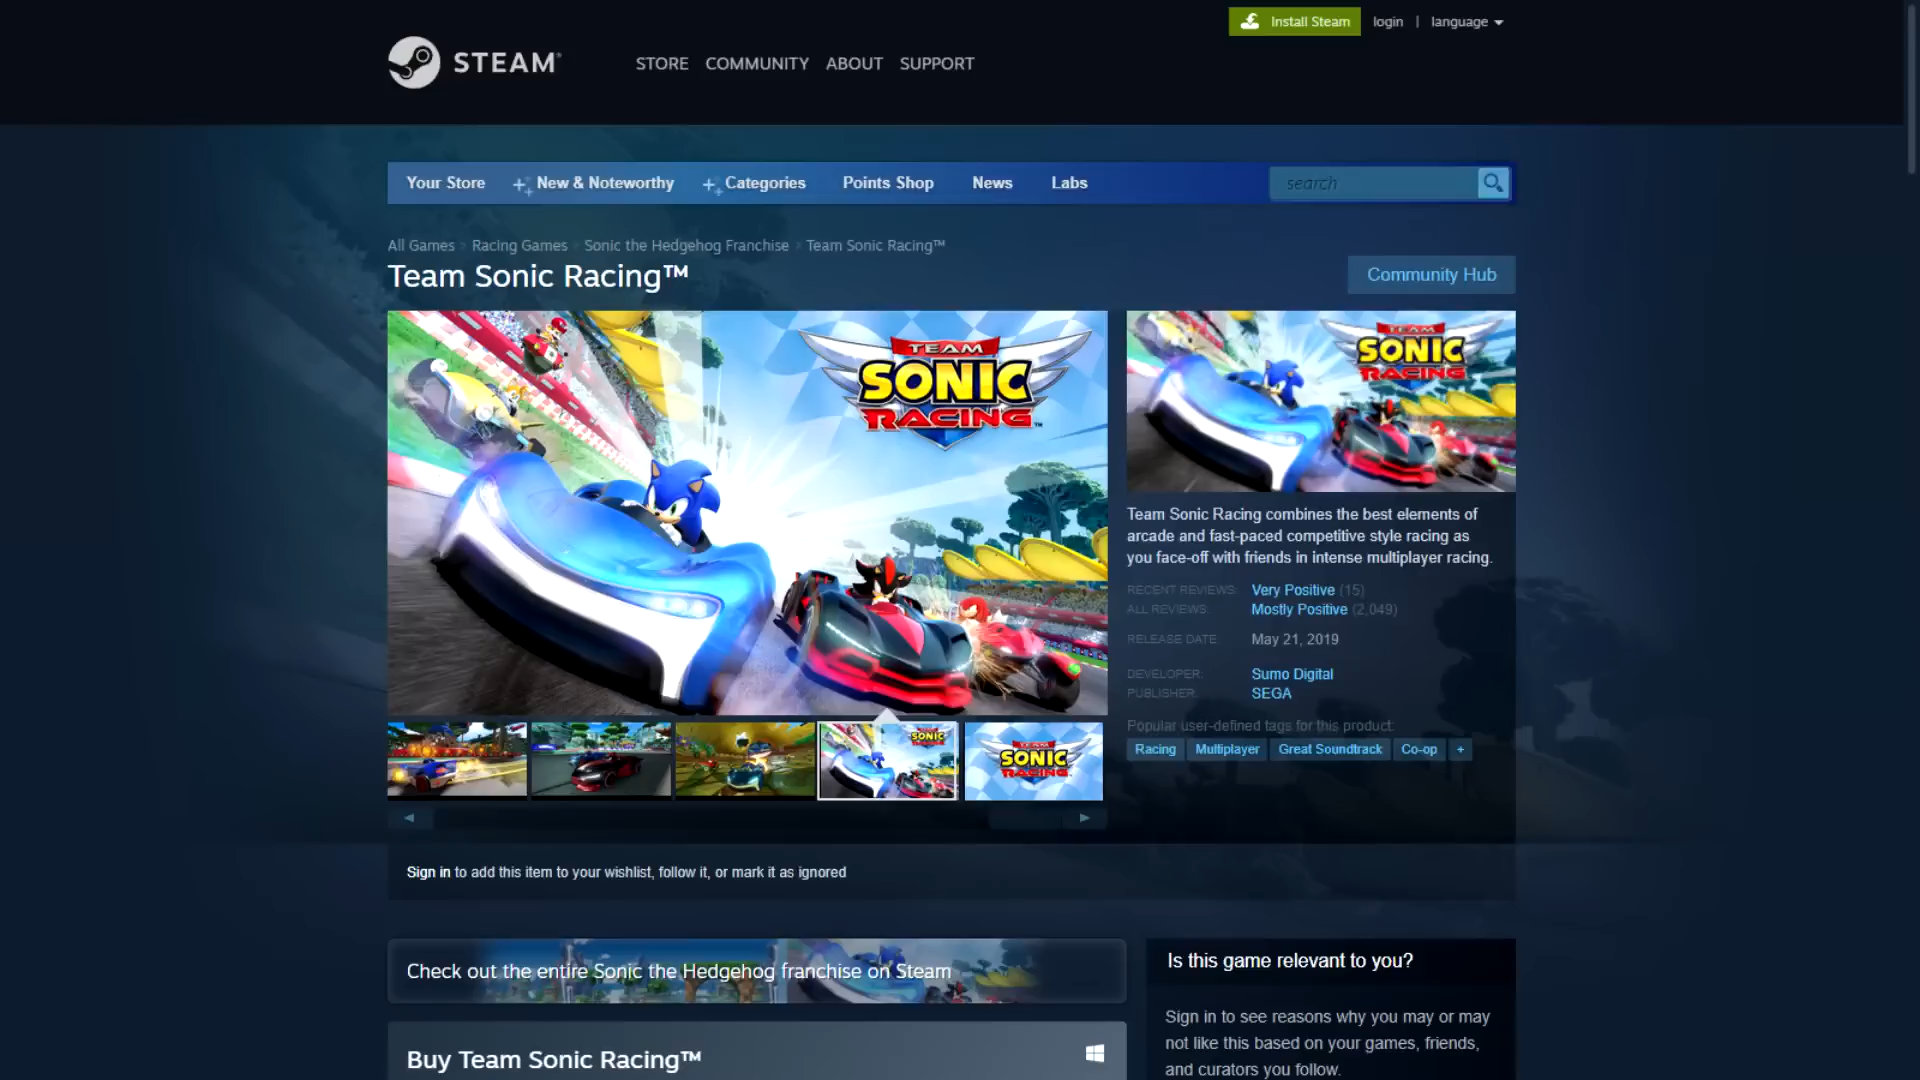 Install Steam login | language
STEAM®
STORE COMMUNITY ABOUT SUPPORT
Your Store New & Noteworthy Categories Points Shop News Labs search
All Games > Racing Games > Sonic the Hedgehog Franchise > Team Sonic Racing™
Team Sonic Racing™
Community Hub
TEAM
SONIC
RACING™
TEAM
SONIC
RACING
Team Sonic Racing combines the best elements of
arcade and fast-paced competitive style racing as
you face-off with friends in intense multiplayer racing.
RECENT REVIEWS: Very Positive (15)
ALL REVIEWS: Mostly Positive (2,049)
RELEASE DATE: May 21, 2019
DEVELOPER: Sumo Digital
PUBLISHER: SEGA
Popular user-defined tags for this product:
Racing Multiplayer Great Soundtrack Co-op +
SONIC
RACING
TEAM
SONIC
RACING
Sign in to add this item to your wishlist, follow it, or mark it as ignored
Check out the entire Sonic the Hedgehog franchise on Steam
Is this game relevant to you?
Sign in to see reasons why you may or may
not like this based on your games, friends,
and curators you follow.
Buy Team Sonic Racing™